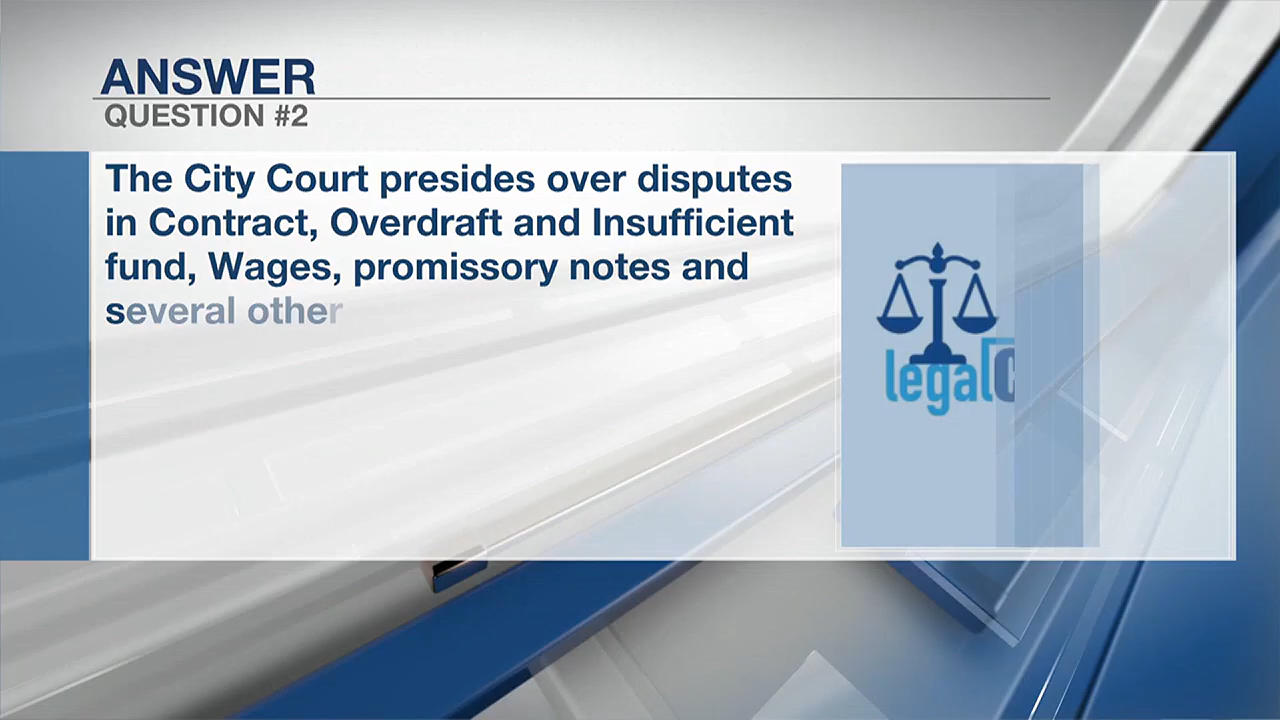 ANSWER
QUESTION #2
The City Court presides over disputes
in Contract, Overdraft and Insufficient
fund, Wages, promissory notes and
several other
legalC